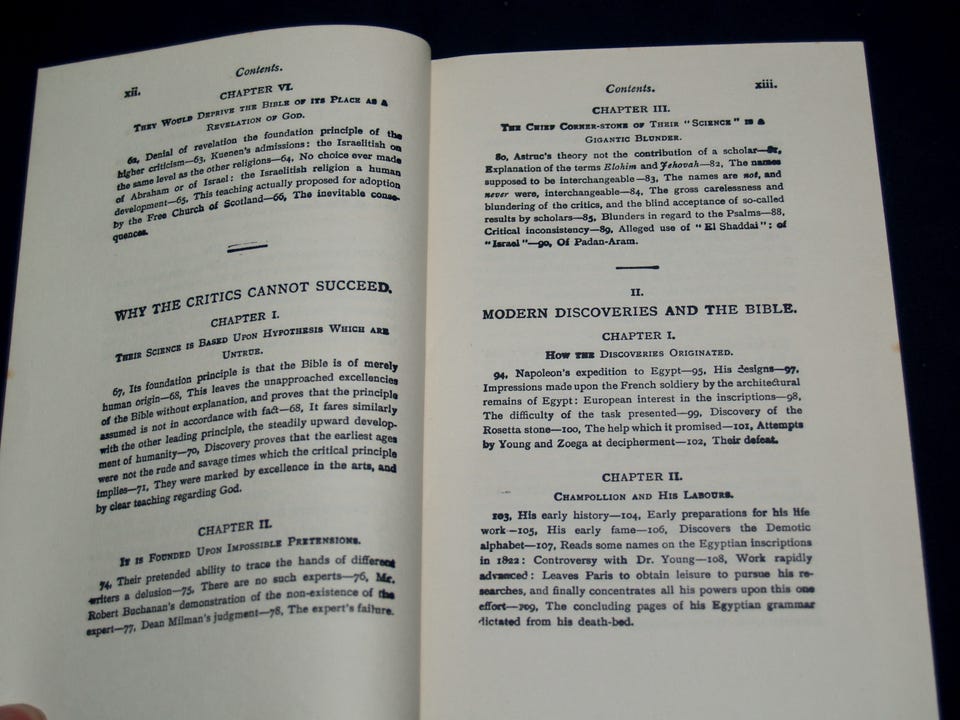 xii.
Contents.
CHAPTER VI.
They Would Deprive the Bible of its Place as a
Revelation of God.
62, Denial of revelation the foundation principle of the
higher criticism—63, Kuenen's admissions: the Israelitish on
the same level as the other religions—64, No choice ever made
of Abraham or of Israel: the Israelitish religion a human
development—65, This teaching actually proposed for adoption
by the Free Church of Scotland—66, The inevitable conse-
quences.
WHY THE CRITICS CANNOT SUCCEED.
CHAPTER I.
Their Science is Based Upon Hypothesis Which are
Untrue.
67, Its foundation principle is that the Bible is of merely
human origin—68, This leaves the unapproached excellencies
of the Bible without explanation, and proves that the principle
assumed is not in accordance with fact—68, It fares similarly
with the other leading principle, the steadily upward develop-
ment of humanity—70, Discovery proves that the earliest ages
were not the rude and savage times which the critical principle
implies—71, They were marked by excellence in the arts, and
by clear teaching regarding God.
CHAPTER II.
It is Founded Upon Impossible Pretensions.
74, Their pretended ability to trace the hands of different
writers a delusion—75, There are no such experts—76, Mr.
Robert Buchanan's demonstration of the non-existence of the
expert—77, Dean Milman's judgment—78, The expert's failure.
Contents.
xiii.
CHAPTER III.
The Chief Corner-stone of Their "Science" is a
Gigantic Blunder.
80, Astruc's theory not the contribution of a scholar—81,
Explanation of the terms Elohim and Jehovah—82, The names
supposed to be interchangeable—83, The names are not, and
never were, interchangeable—84, The gross carelessness and
blundering of the critics, and the blind acceptance of so-called
results by scholars—85, Blunders in regard to the Psalms—88,
Critical inconsistency—89, Alleged use of "El Shaddai"; of
"Israel"—90, Of Padan-Aram.
II.
MODERN DISCOVERIES AND THE BIBLE.
CHAPTER I.
How the Discoveries Originated.
94, Napoleon's expedition to Egypt—95, His designs—97,
Impressions made upon the French soldiery by the architectural
remains of Egypt: European interest in the inscriptions—98,
The difficulty of the task presented—99, Discovery of the
Rosetta stone—100, The help which it promised—101, Attempts
by Young and Zoega at decipherment—102, Their defeat.
CHAPTER II.
Champollion and His Labours.
103, His early history—104, Early preparations for his life
work—105, His early fame—106, Discovers the Demotic
alphabet—107, Reads some names on the Egyptian inscriptions
in 1822: Controversy with Dr. Young—108, Work rapidly
advanced: Leaves Paris to obtain leisure to pursue his re-
searches, and finally concentrates all his powers upon this one
effort—109, The concluding pages of his Egyptian grammar
dictated from his death-bed.